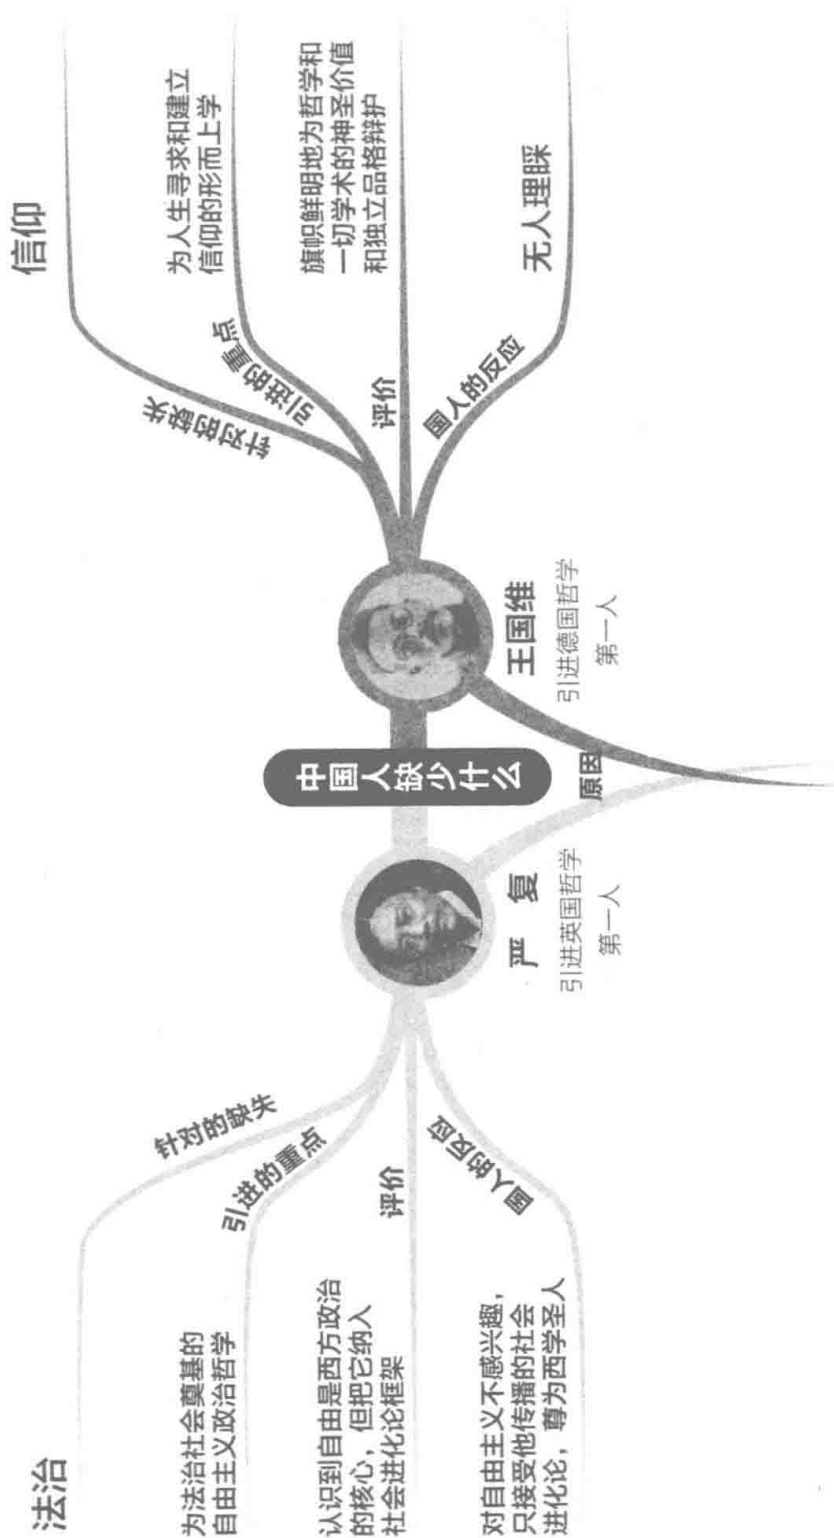 中国人缺少什么
严 复
引进英国哲学
第一人
针对的缺失
法治
引进的重点
为法治社会奠基的
自由主义政治哲学
评价
认识到自由是西方政治
的核心，但把它纳入
社会进化论框架
国人的反应
对自由主义不感兴趣，
只接受他传播的社会
进化论，尊为西学圣人
王国维
引进德国哲学
第一人
针对的缺失
信仰
引进的重点
为人生寻求和建立
信仰的形而上学
评价
旗帜鲜明地为哲学和
一切学术的神圣价值
和独立品格辩护
国人的反应
无人理睬
原因